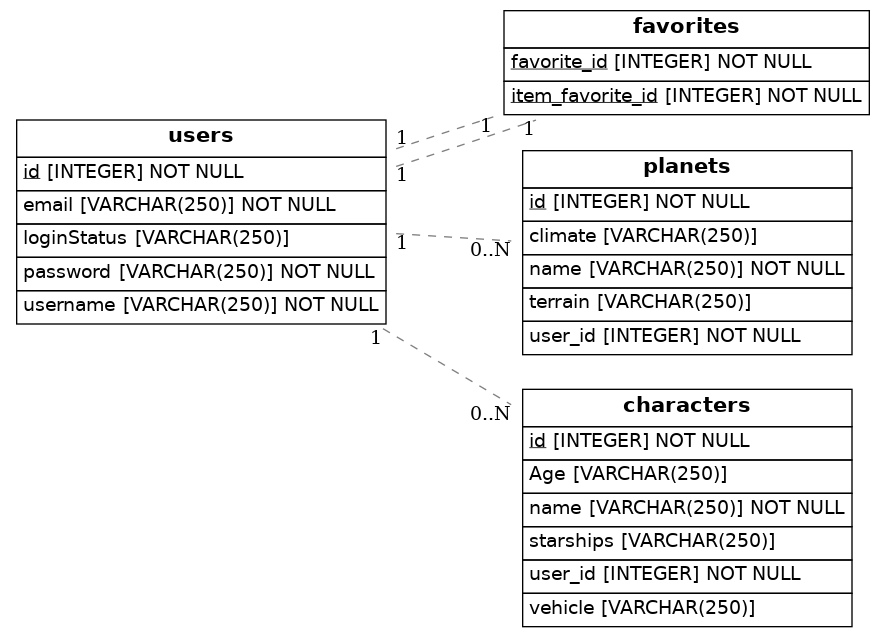 favorites
favorite_id [INTEGER] NOT NULL
item_favorite_id [INTEGER] NOT NULL
users
id [INTEGER] NOT NULL
email [VARCHAR(250)] NOT NULL
loginStatus [VARCHAR(250)]
password [VARCHAR(250)] NOT NULL
username [VARCHAR(250)] NOT NULL
1
1
1
1
1
0..N
1
0..N
planets
id [INTEGER] NOT NULL
climate [VARCHAR(250)]
name [VARCHAR(250)] NOT NULL
terrain [VARCHAR(250)]
user_id [INTEGER] NOT NULL
characters
id [INTEGER] NOT NULL
Age [VARCHAR(250)]
name [VARCHAR(250)] NOT NULL
starships [VARCHAR(250)]
user_id [INTEGER] NOT NULL
vehicle [VARCHAR(250)]